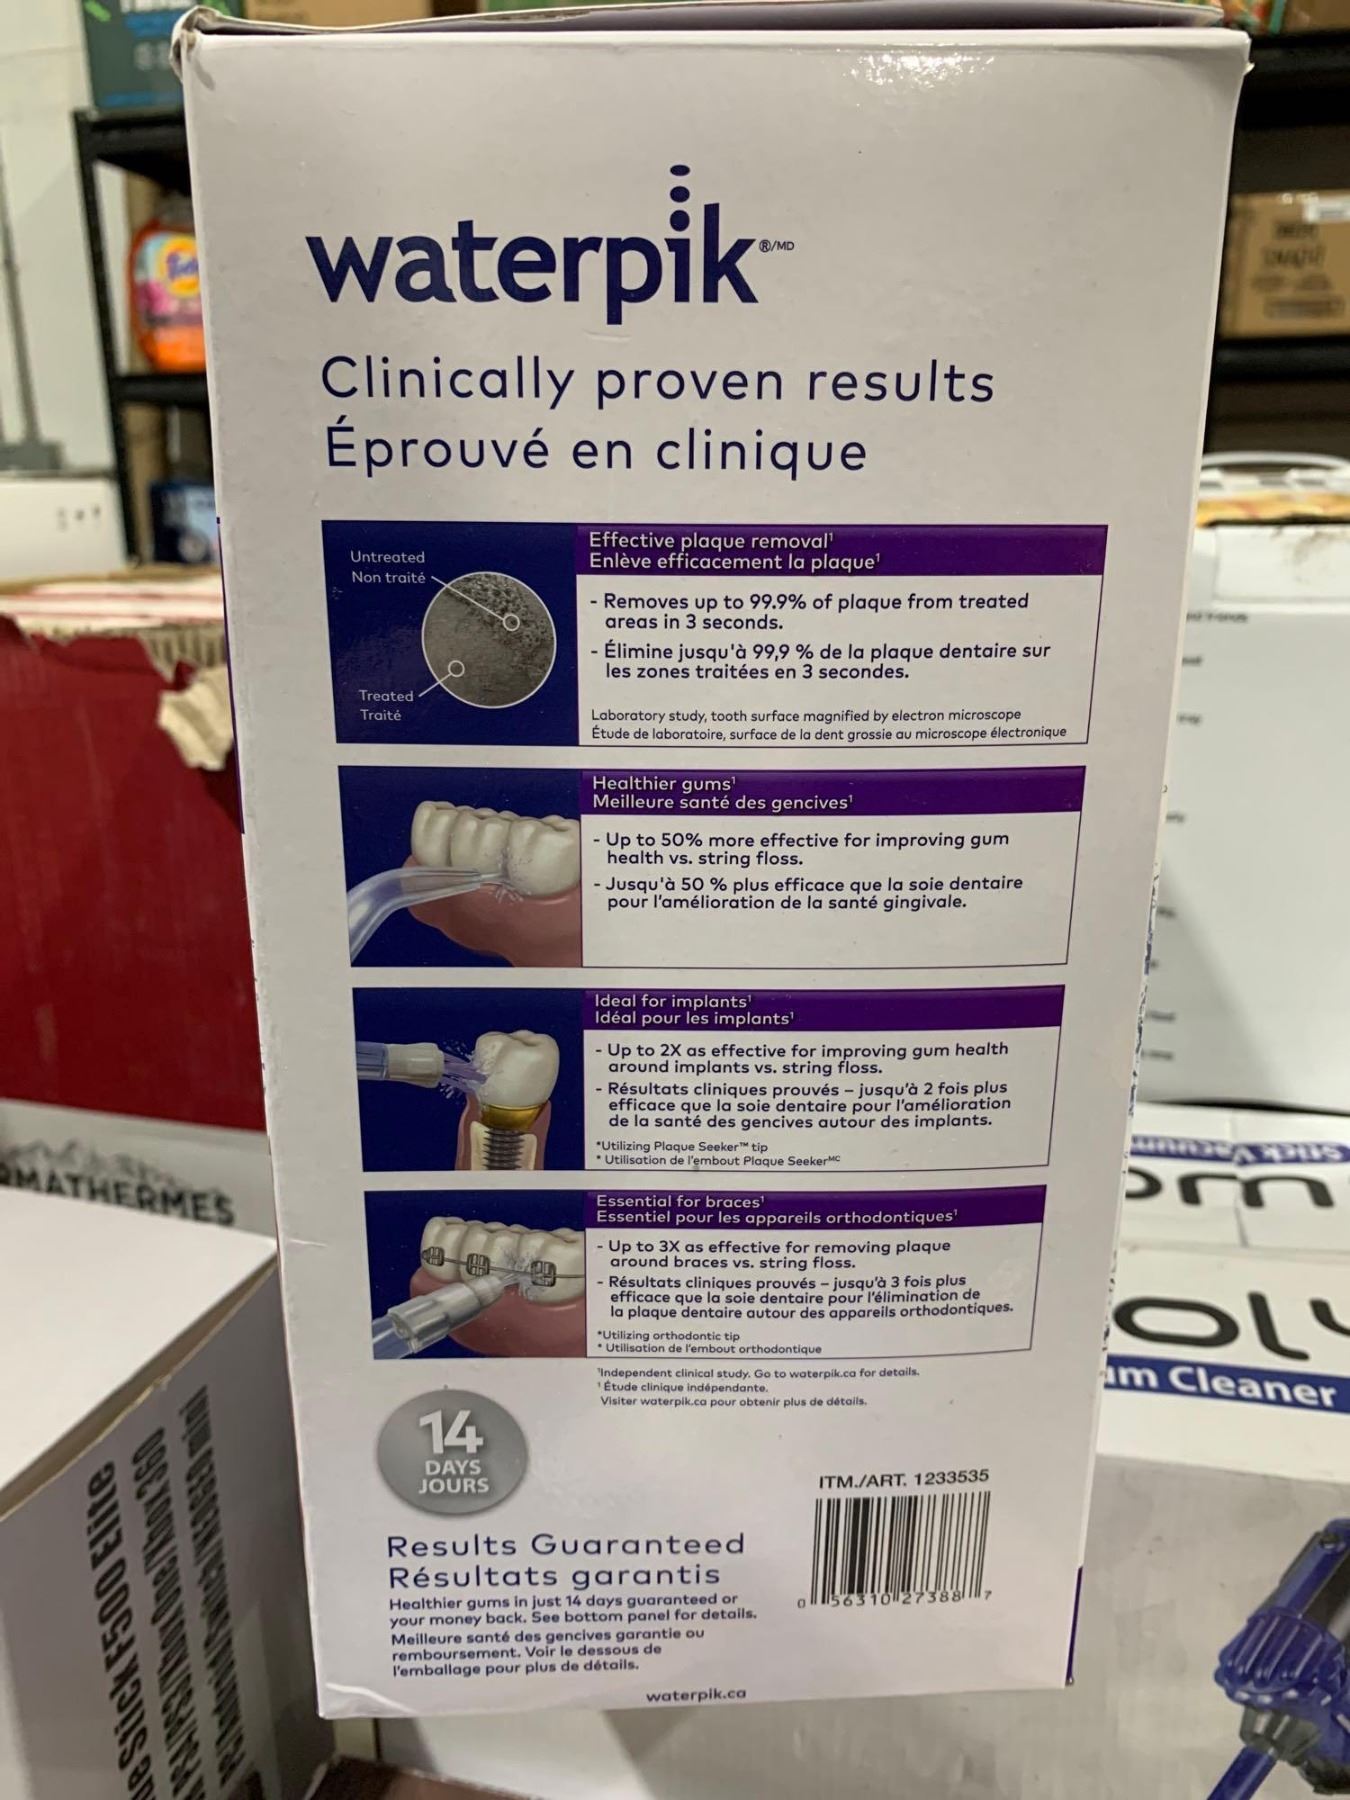 waterpik®/MD
Clinically proven results
Éprouvé en clinique
Untreated
Non traité
Treated
Traité
Effective plaque removal¹
Enlève efficacement la plaque¹
- Removes up to 99.9% of plaque from treated
areas in 3 seconds.
- Élimine jusqu'à 99,9 % de la plaque dentaire sur
les zones traitées en 3 secondes.
Laboratory study, tooth surface magnified by electron microscope
Étude de laboratoire, surface de la dent grossie au microscope électronique
Healthier gums¹
Meilleure santé des gencives¹
- Up to 50% more effective for improving gum
health vs. string floss.
- Jusqu'à 50 % plus efficace que la soie dentaire
pour l'amélioration de la santé gingivale.
Ideal for implants¹
Idéal pour les implants¹
- Up to 2X as effective for improving gum health
around implants vs. string floss.
- Résultats cliniques prouvés – jusqu'à 2 fois plus
efficace que la soie dentaire pour l'amélioration
de la santé des gencives autour des implants.
*Utilizing Plaque Seeker™ tip
* Utilisation de l'embout Plaque SeekerMC
Essential for braces¹
Essentiel pour les appareils orthodontiques¹
- Up to 3X as effective for removing plaque
around braces vs. string floss.
- Résultats cliniques prouvés – jusqu'à 3 fois plus
efficace que la soie dentaire pour l'élimination de
la plaque dentaire autour des appareils orthodontiques.
*Utilizing orthodontic tip
* Utilisation de l'embout orthodontique
¹Independent clinical study. Go to waterpik.ca for details.
¹ Étude clinique indépendante.
Visiter waterpik.ca pour obtenir plus de détails.
14
DAYS
JOURS
ITM./ART. 1233535
0 56310 27388 7
Results Guaranteed
Résultats garantis
Healthier gums in just 14 days guaranteed or
your money back. See bottom panel for details.
Meilleure santé des gencives garantie ou
remboursement. Voir le dessous de
l'emballage pour plus de détails.
waterpik.ca
RMATHERMES
Stick Vacuum
om
oly
um Cleaner
Stick F500 Elite